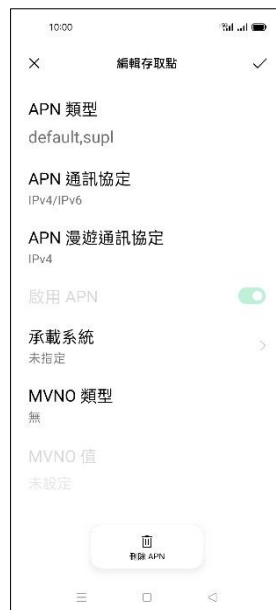 10:00
編輯存取點
APN 類型
default,supl
APN 通訊協定
IPv4/IPv6
APN 漫遊通訊協定
IPv4
啟用 APN
承載系統
未指定
MVNO 類型
無
MVNO 值
未設定
刪除 APN